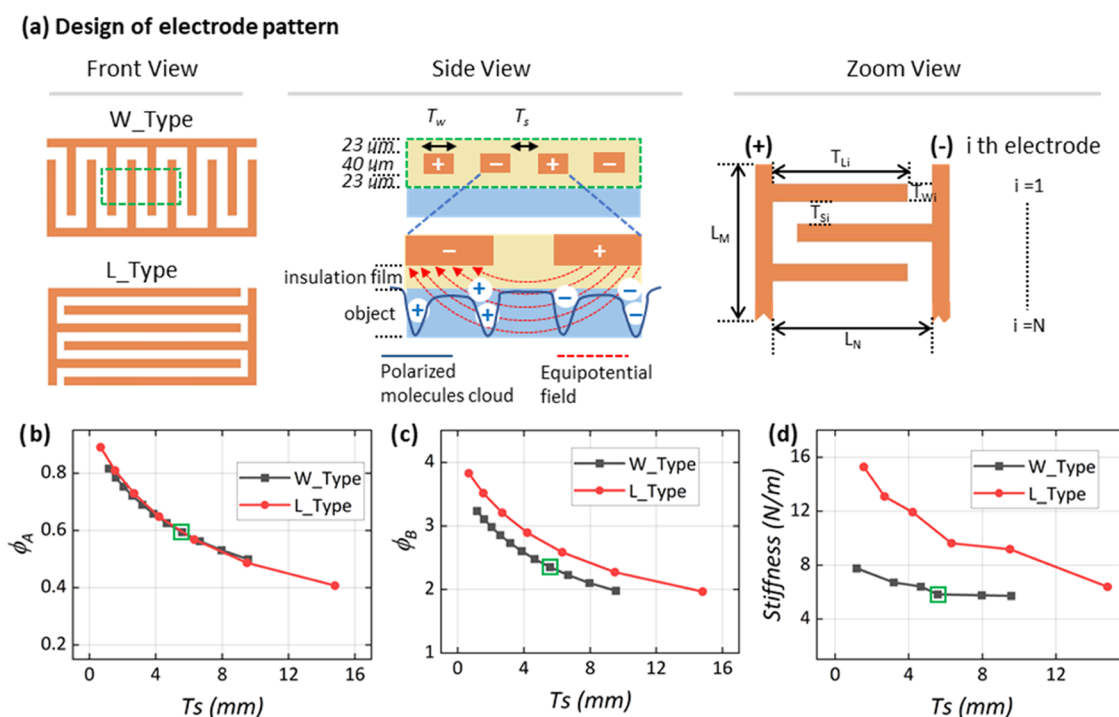 (a) Design of electrode pattern
Front View
Side View
Zoom View
W_Type
L_Type
T_w
T_s
23 μm
40 μm
23 μm
+
−
+
−
−
+
insulation film
object
+
+
+
−
−
−
Polarized
molecules cloud
Equipotential
field
(+)
(-)
i th electrode
T_Li
T_Wi
T_Si
L_M
L_N
i =1
i =N
(b)
W_Type
L_Type
0.8
0.6
0.4
0.2
ϕ_A
0 4 8 12 16
Ts (mm)
(c)
W_Type
L_Type
4
3
2
1
ϕ_B
0 4 8 12 16
Ts (mm)
(d)
W_Type
L_Type
16
12
8
4
Stiffness (N/m)
0 4 8 12
Ts (mm)